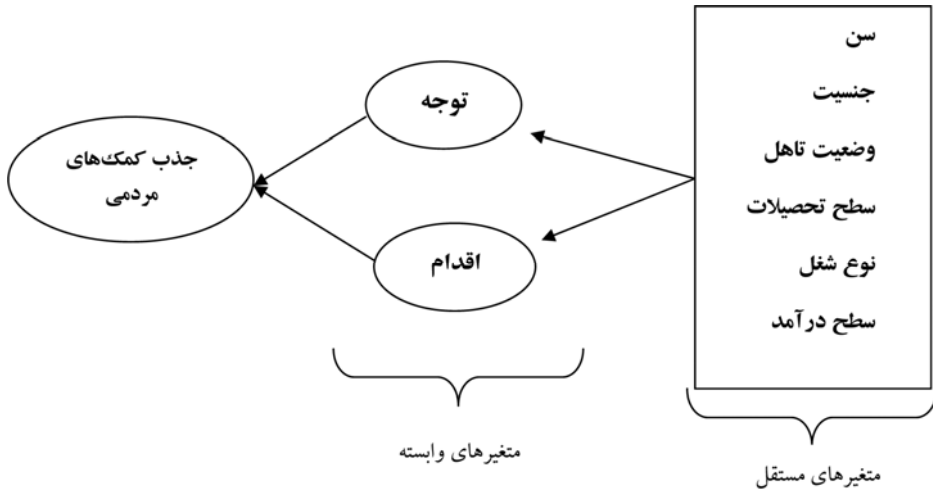 سن
جنسیت
وضعیت تاهل
سطح تحصیلات
نوع شغل
سطح درآمد
توجه
اقدام
جذب کمک‌های
مردمی
متغیرهای وابسته
متغیرهای مستقل